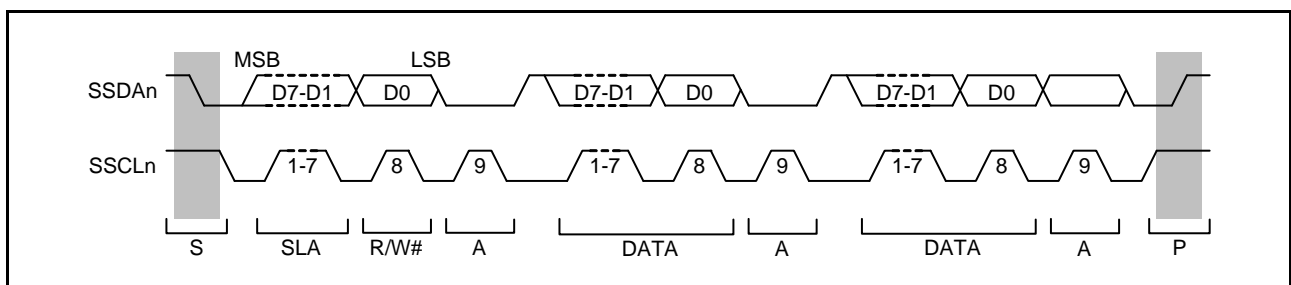 MSB LSB
SSDAn D7-D1 D0 D7-D1 D0 D7-D1 D0
SSCLn 1-7 8 9 1-7 8 9 1-7 8 9
S SLA R/W# A DATA A DATA A P